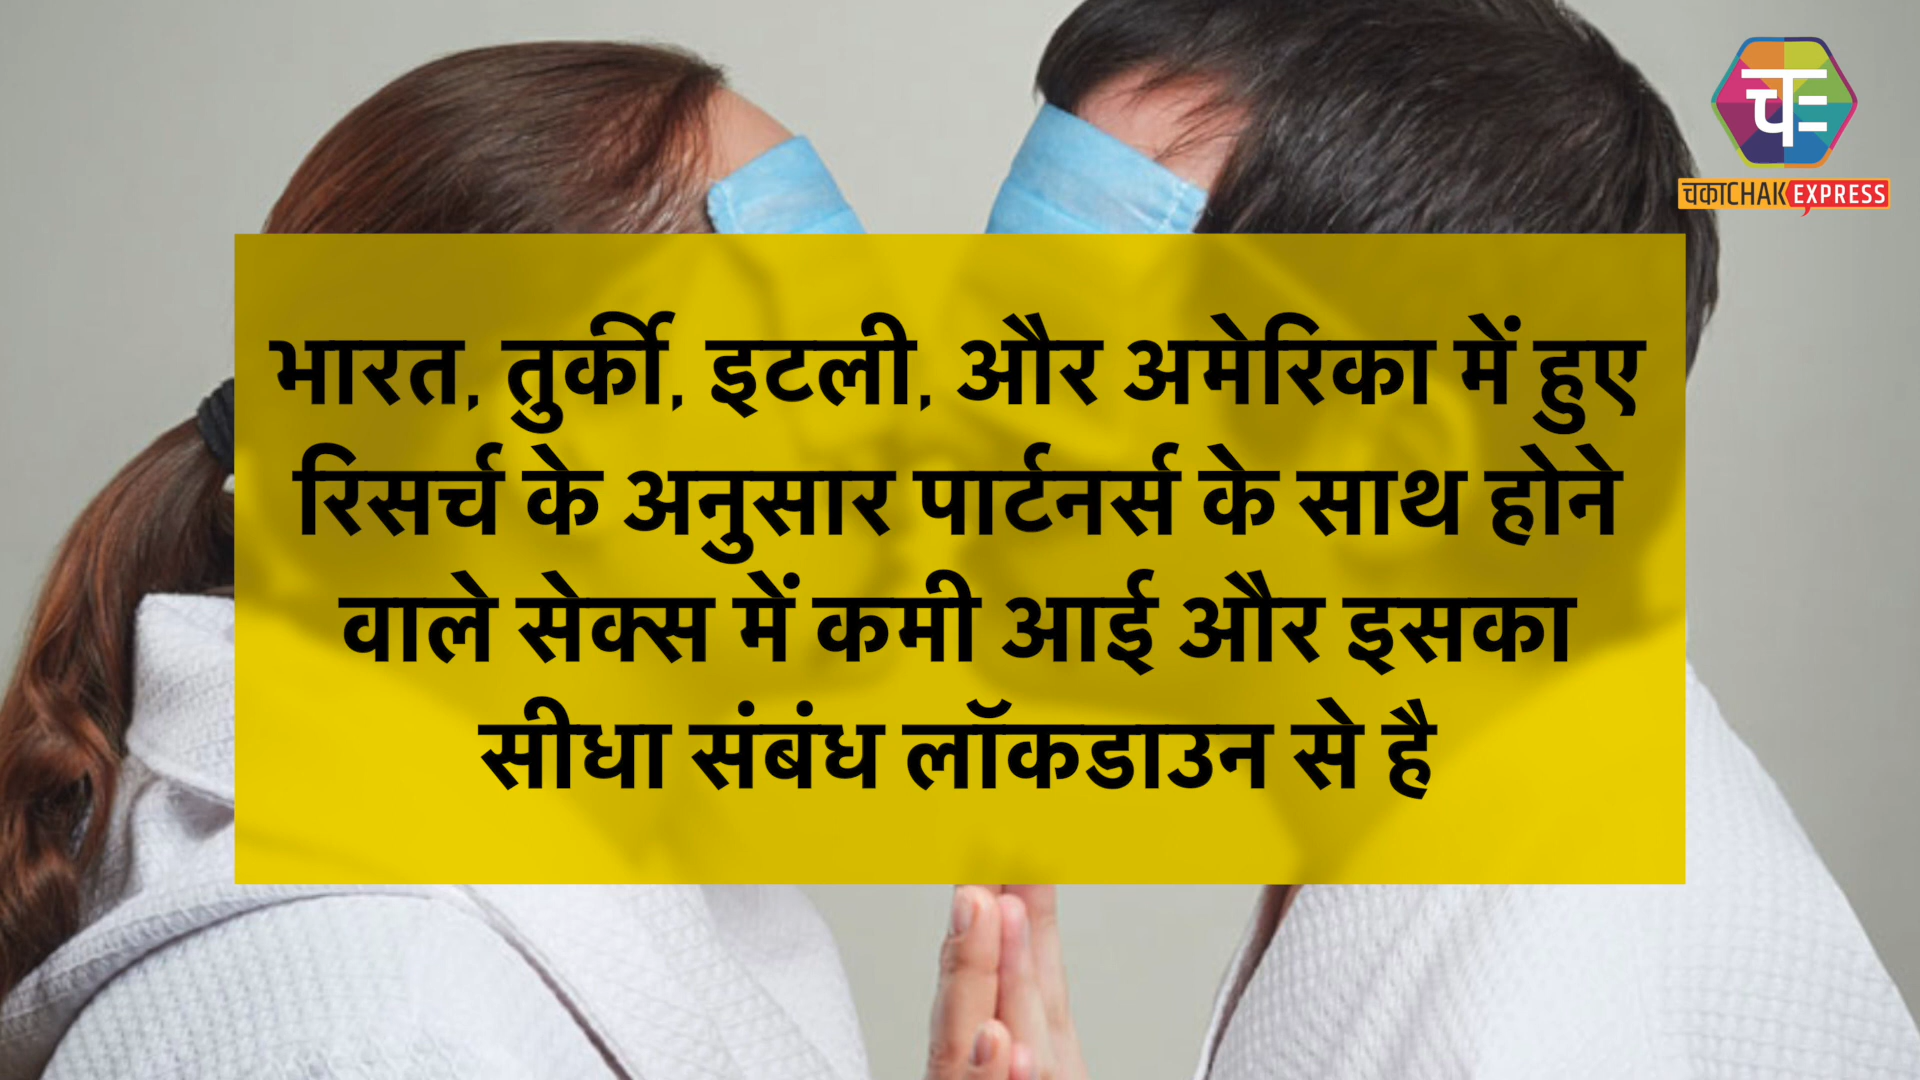 चकाCHAK EXPRESS
भारत, तुर्की, इटली, और अमेरिका में हुए
रिसर्च के अनुसार पार्टनर्स के साथ होने
वाले सेक्स में कमी आई और इसका
सीधा संबंध लॉकडाउन से है